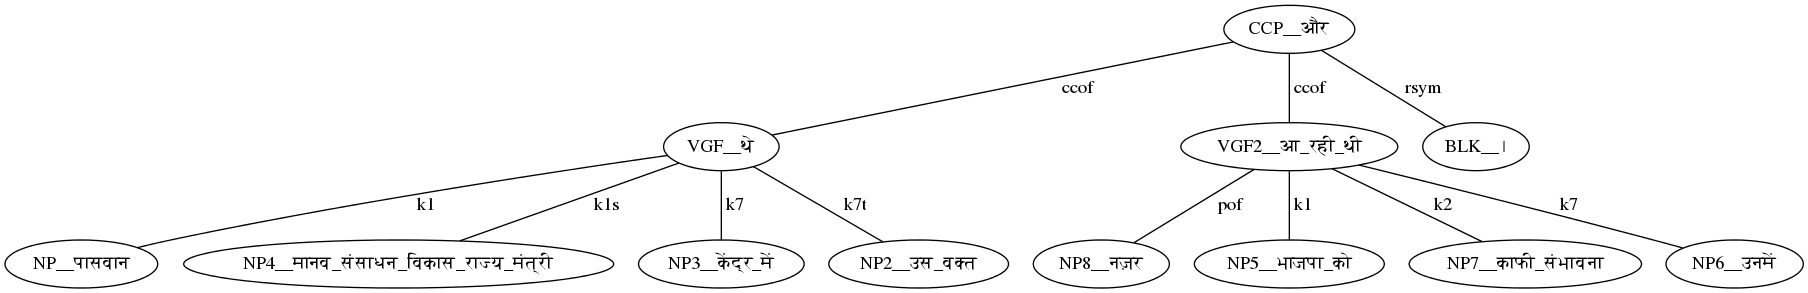 CCP__और
ccof ccof rsym
VGF__थे VGF2__आ_रही_थी BLK__।
k1 k1s k7 k7t pof k1 k2 k7
NP__पासवान NP4__मानव_संसाधन_विकास_राज्य_मंत्री NP3__केंद्र_में NP2__उस_वक्त NP8__नज़र NP5__भाजपा_को NP7__काफी_संभावना NP6__उनमें